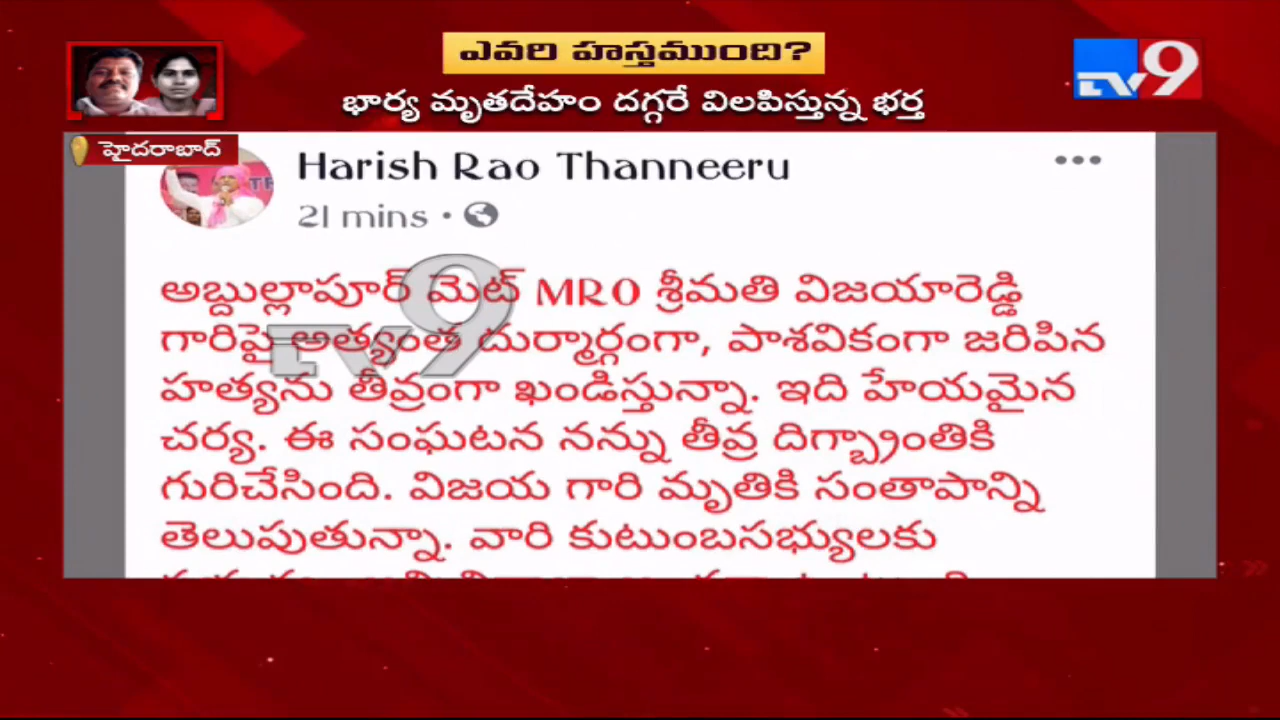 ఎవరి హస్తముంది?
భార్య మృతదేహం దగ్గరే విలపిస్తున్న భర్త
TV9
హైదరాబాద్
Harish Rao Thanneeru
21 mins
అబ్దుల్లాపూర్ మెట్ MRO శ్రీమతి విజయారెడ్డి
గారిపై అత్యంత దుర్మార్గంగా, పాశవికంగా జరిపిన
హత్యను తీవ్రంగా ఖండిస్తున్నా. ఇది హేయమైన
చర్య. ఈ సంఘటన నన్ను తీవ్ర దిగ్బ్రాంతికి
గురిచేసింది. విజయ గారి మృతికి సంతాపాన్ని
తెలుపుతున్నా. వారి కుటుంబసభ్యులకు
TV9